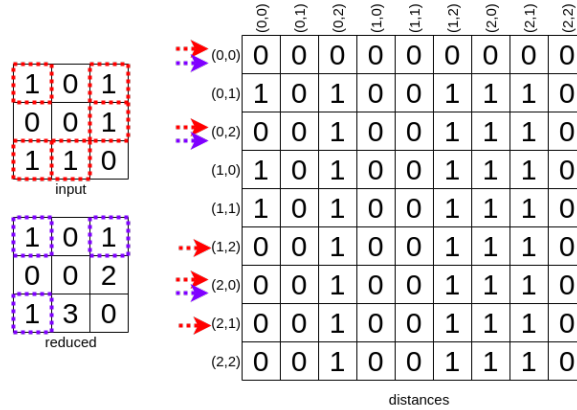 (0,0) (0,1) (0,2) (1,0) (1,1) (1,2) (2,0) (2,1) (2,2)
(0,0) 0 0 0 0 0 0 0 0 0
(0,1) 1 0 1 0 0 1 1 1 0
(0,2) 0 0 1 0 0 1 1 1 0
(1,0) 1 0 1 0 0 1 1 1 0
(1,1) 1 0 1 0 0 1 1 1 0
(1,2) 0 0 1 0 0 1 1 1 0
(2,0) 0 0 1 0 0 1 1 1 0
(2,1) 0 0 1 0 0 1 1 1 0
(2,2) 0 0 1 0 0 1 1 1 0
distances
1 0 1
0 0 1
1 1 0
input
1 0 1
0 0 2
1 3 0
reduced